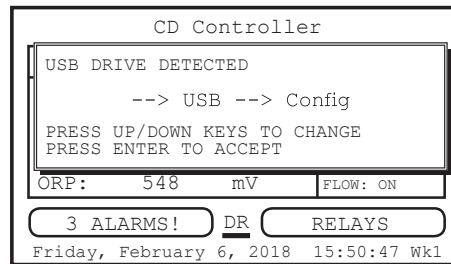 CD Controller
USB DRIVE DETECTED
--> USB --> Config
PRESS UP/DOWN KEYS TO CHANGE
PRESS ENTER TO ACCEPT
ORP: 548 mV FLOW: ON
3 ALARMS! DR RELAYS
Friday, February 6, 2018 15:50:47 Wk1